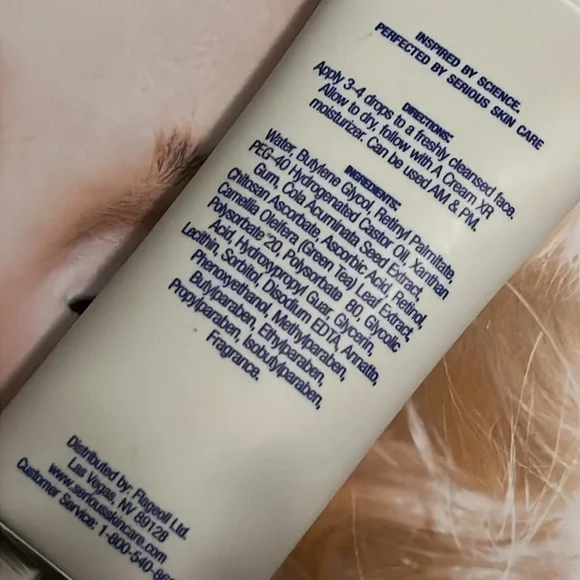 INSPIRED BY SCIENCE.
PERFECTED BY SERIOUS SKIN CARE
DIRECTIONS:
Apply 3-4 drops to a freshly cleansed face.
Allow to dry, follow with A Cream XR
moisturizer. Can be used AM & PM.
INGREDIENTS:
Water, Butylene Glycol, Retinyl Palmitate,
PEG-40 Hydrogenated Castor Oil, Xanthan
Gum, Cola Acuminata Seed Extract,
Chitosan Ascorbate, Ascorbic Acid, Retinol,
Camellia Oleifera (Green Tea) Leaf Extract,
Polysorbate 20, Polysorbate 80, Glycolic
Acid, Hydroxypropyl Guar, Glycerin,
Lecithin, Sorbitol, Disodium EDTA, Annatto,
Phenoxyethanol, Methylparaben,
Butylparaben, Ethylparaben,
Propylparaben, Isobutylparaben,
Fragrance.
Distributed by: Flageoli Ltd.
Las Vegas, NV 89128
www.seriousskincare.com
Customer Service: 1-800-540-